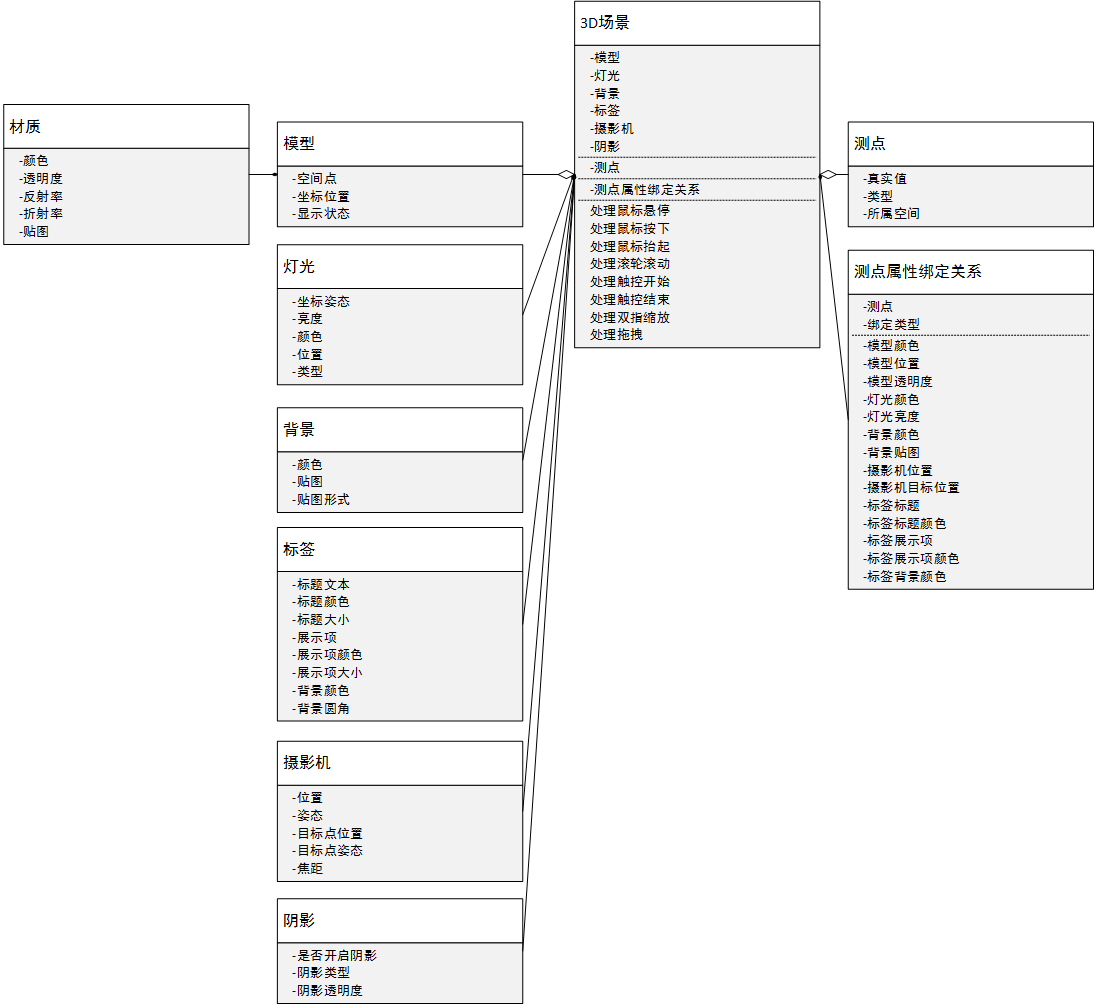 3D场景
-模型
-灯光
-背景
-标签
-摄影机
-阴影
-测点
-测点属性绑定关系
处理鼠标悬停
处理鼠标按下
处理鼠标抬起
处理滚轮滚动
处理触控开始
处理触控结束
处理双指缩放
处理拖拽
材质
-颜色
-透明度
-反射率
-折射率
-贴图
模型
-空间点
-坐标位置
-显示状态
灯光
-坐标姿态
-亮度
-颜色
-位置
-类型
背景
-颜色
-贴图
-贴图形式
标签
-标题文本
-标题颜色
-标题大小
-展示项
-展示项颜色
-展示项大小
-背景颜色
-背景圆角
摄影机
-位置
-姿态
-目标点位置
-目标点姿态
-焦距
阴影
-是否开启阴影
-阴影类型
-阴影透明度
测点
-真实值
-类型
-所属空间
测点属性绑定关系
-测点
-绑定类型
-模型颜色
-模型位置
-模型透明度
-灯光颜色
-灯光亮度
-背景颜色
-背景贴图
-摄影机位置
-摄影机目标位置
-标签标题
-标签标题颜色
-标签展示项
-标签展示项颜色
-标签背景颜色